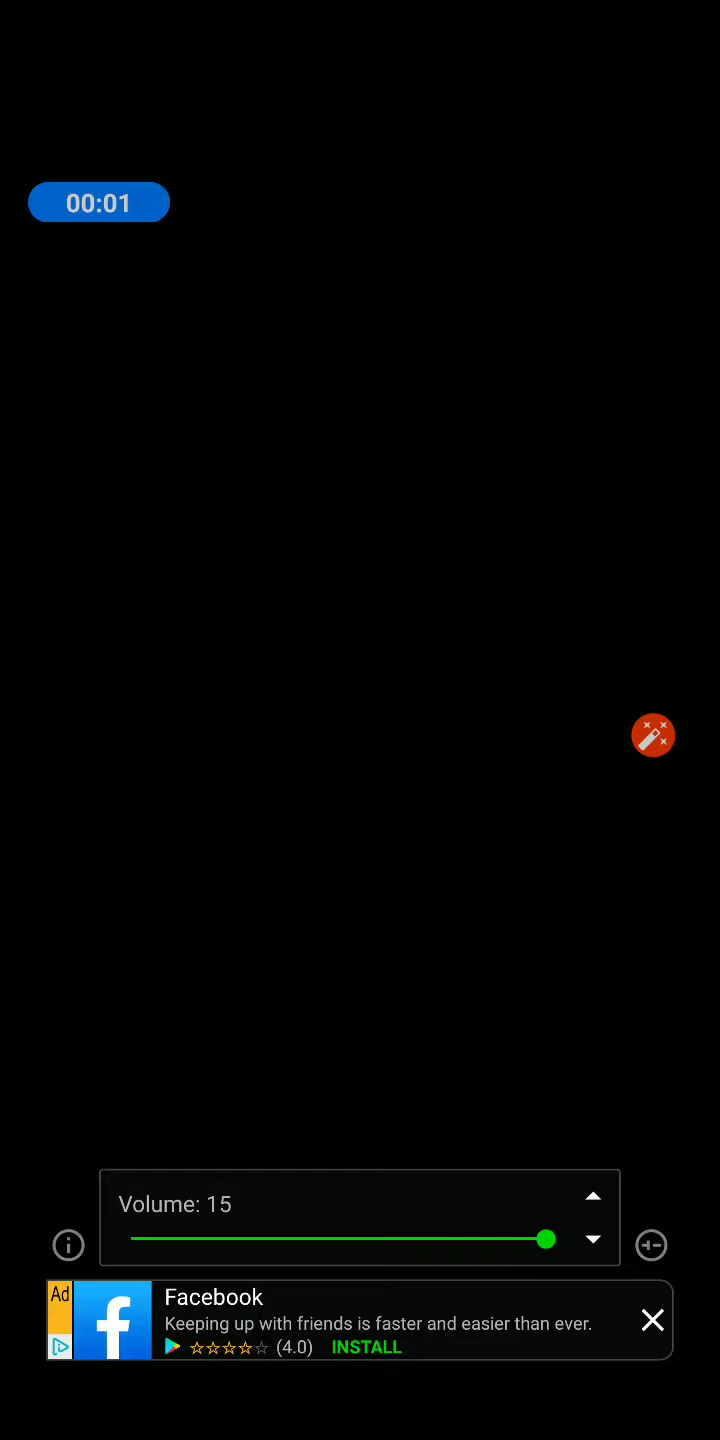 00:01
Volume: 15
Ad
Facebook
Keeping up with friends is faster and easier than ever.
(4.0) INSTALL